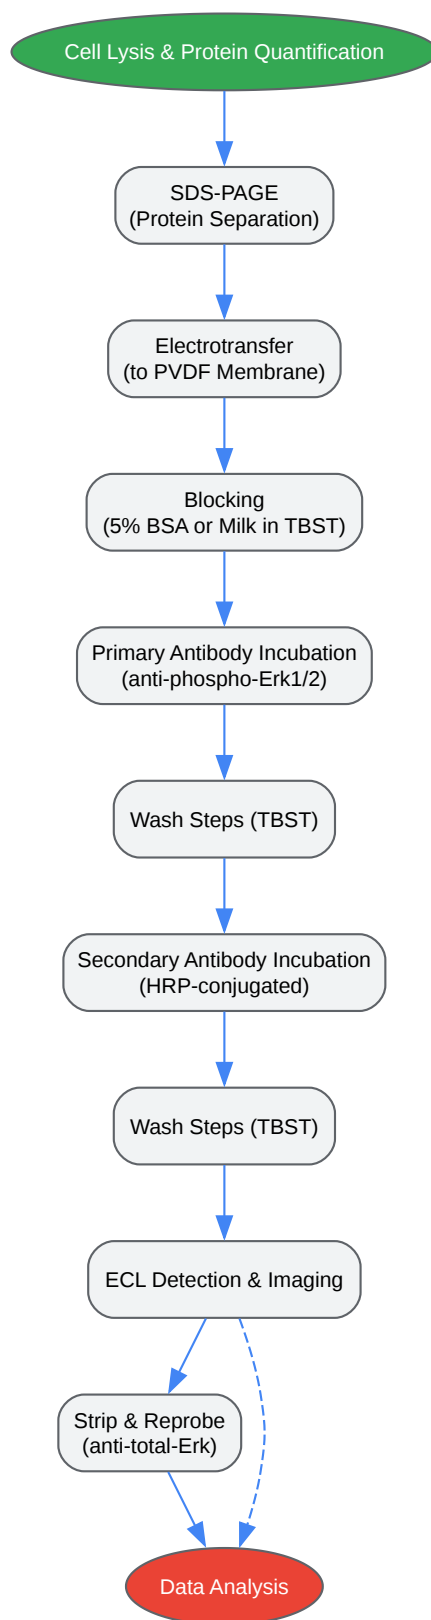 Cell Lysis & Protein Quantification
SDS-PAGE
(Protein Separation)
Electrotransfer
(to PVDF Membrane)
Blocking
(5% BSA or Milk in TBST)
Primary Antibody Incubation
(anti-phospho-Erk1/2)
Wash Steps (TBST)
Secondary Antibody Incubation
(HRP-conjugated)
Wash Steps (TBST)
ECL Detection & Imaging
Strip & Reprobe
(anti-total-Erk)
Data Analysis